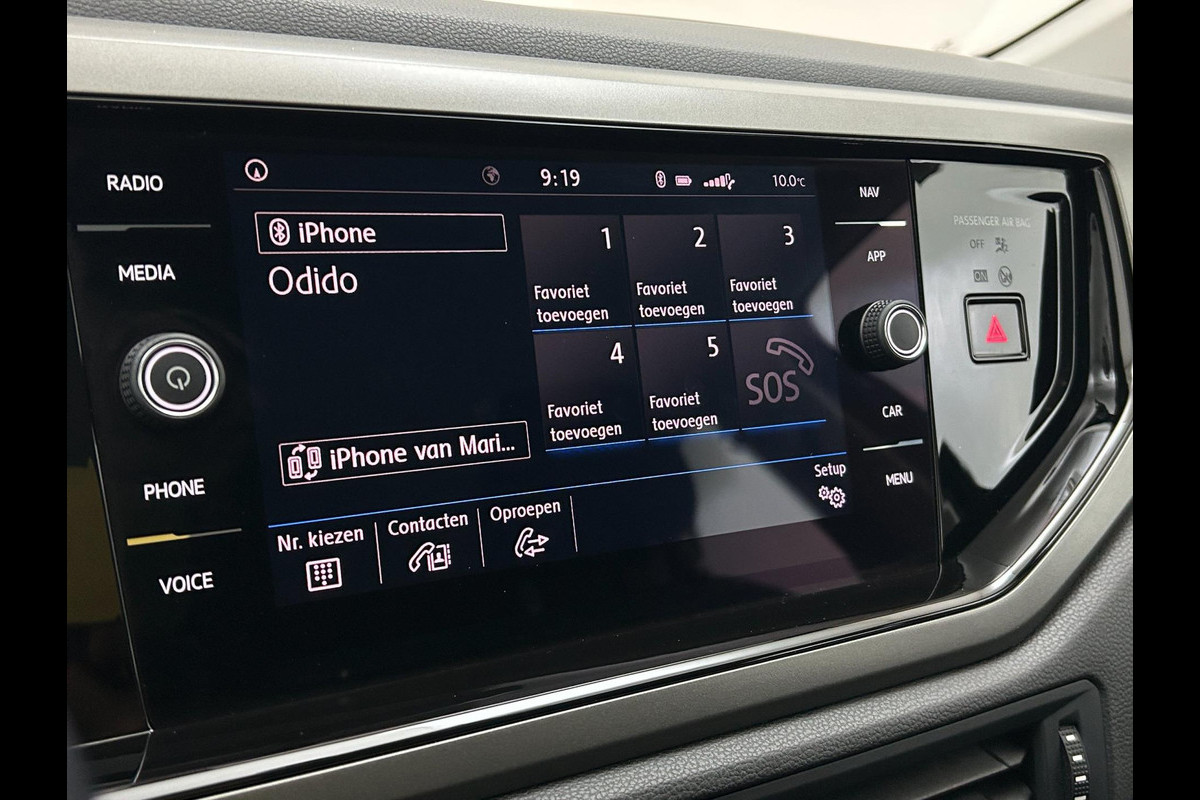 RADIO
MEDIA
PHONE
VOICE
9:19
10.0°C
iPhone
Odido
iPhone van Mari...
1
Favoriet
toevoegen
2
Favoriet
toevoegen
3
Favoriet
toevoegen
4
Favoriet
toevoegen
5
Favoriet
toevoegen
SOS
Setup
Nr. kiezen
Contacten
Oproepen
NAV
APP
CAR
MENU
PASSENGER AIR BAG
OFF
ON